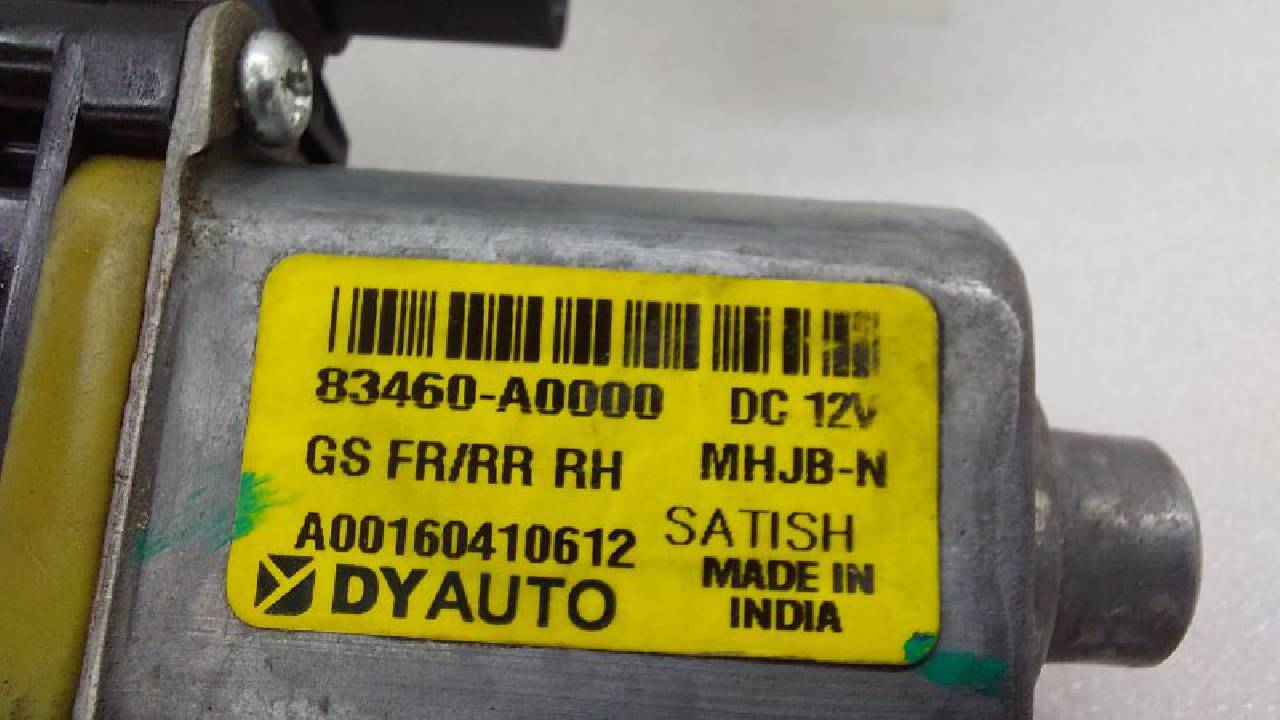 83460-A0000 DC 12V
GS FR/RR RH MHJB-N
A00160410612 SATISH
DYAUTO MADE IN
INDIA